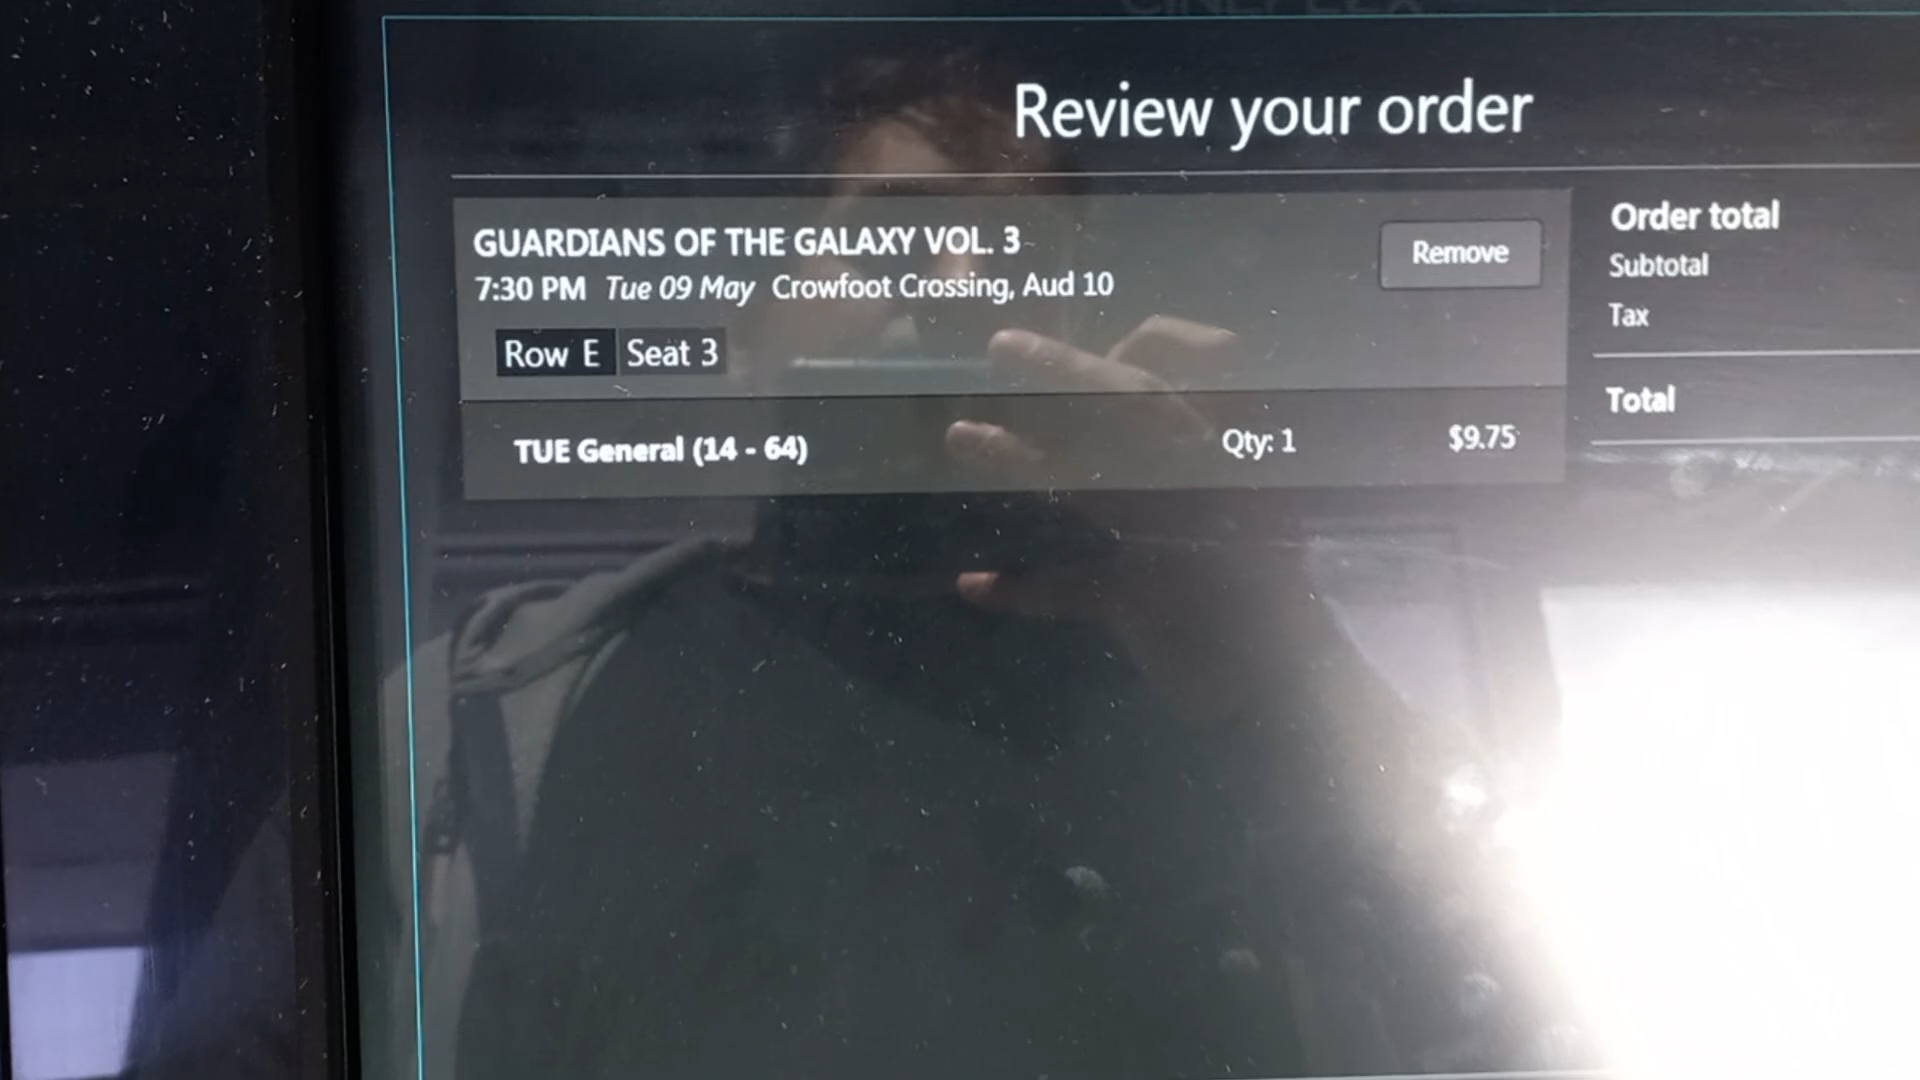 Review your order
GUARDIANS OF THE GALAXY VOL. 3
Remove
7:30 PM Tue 09 May Crowfoot Crossing, Aud 10
Row E Seat 3
TUE General (14 - 64) Qty: 1 $9.75
Order total
Subtotal
Tax
Total